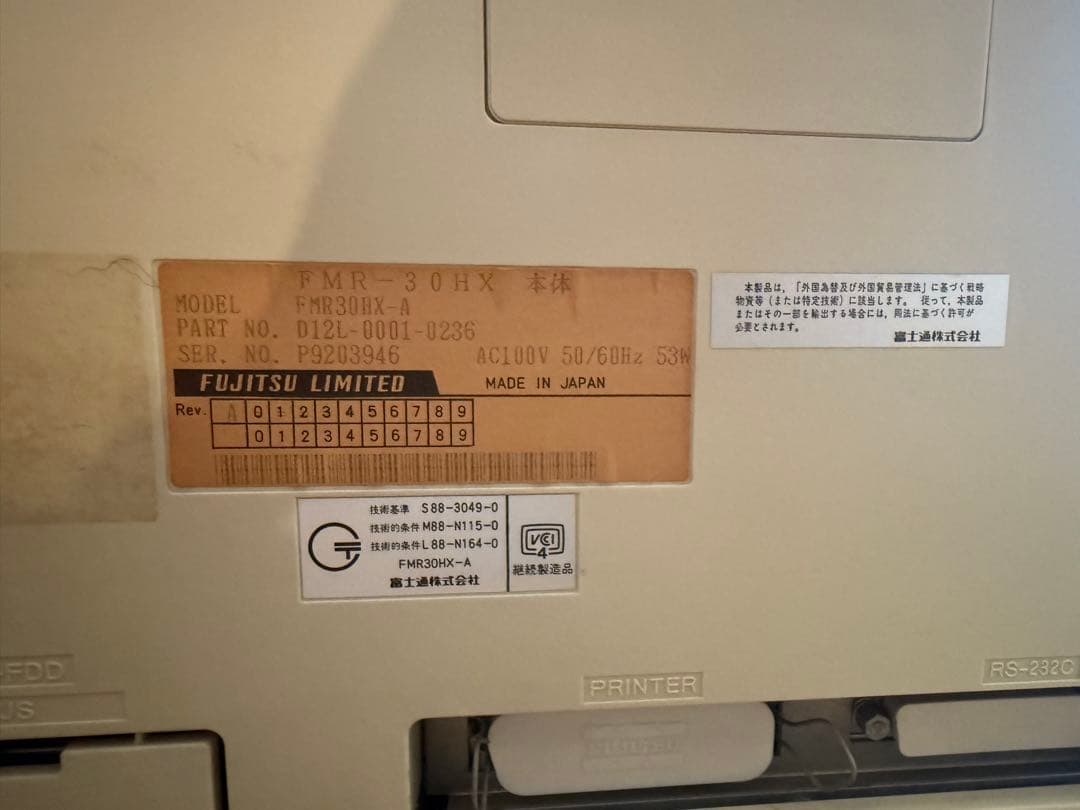 FMR-30HX 本体
MODEL FMR30HX-A
PART NO. D12L-0001-0236
SER. NO. P9203946 AC100V 50/60Hz 53W
FUJITSU LIMITED MADE IN JAPAN
Rev. A 0 1 2 3 4 5 6 7 8 9
0 1 2 3 4 5 6 7 8 9
本製品は、「外国為替及び外国貿易管理法」に基づく戦略
物資等（または特定技術）に該当します。 従って、本製品
またはその一部を輸出する場合には、同法に基づく許可が
必要とされます。
富士通株式会社
技術基準 S88-3049-0
技術的条件 M88-N115-0
技術的条件 L88-N164-0
FMR30HX-A
富士通株式会社
VCCI
4
継続製造品
-FDD
US
PRINTER
RS-232C
FUJITSU